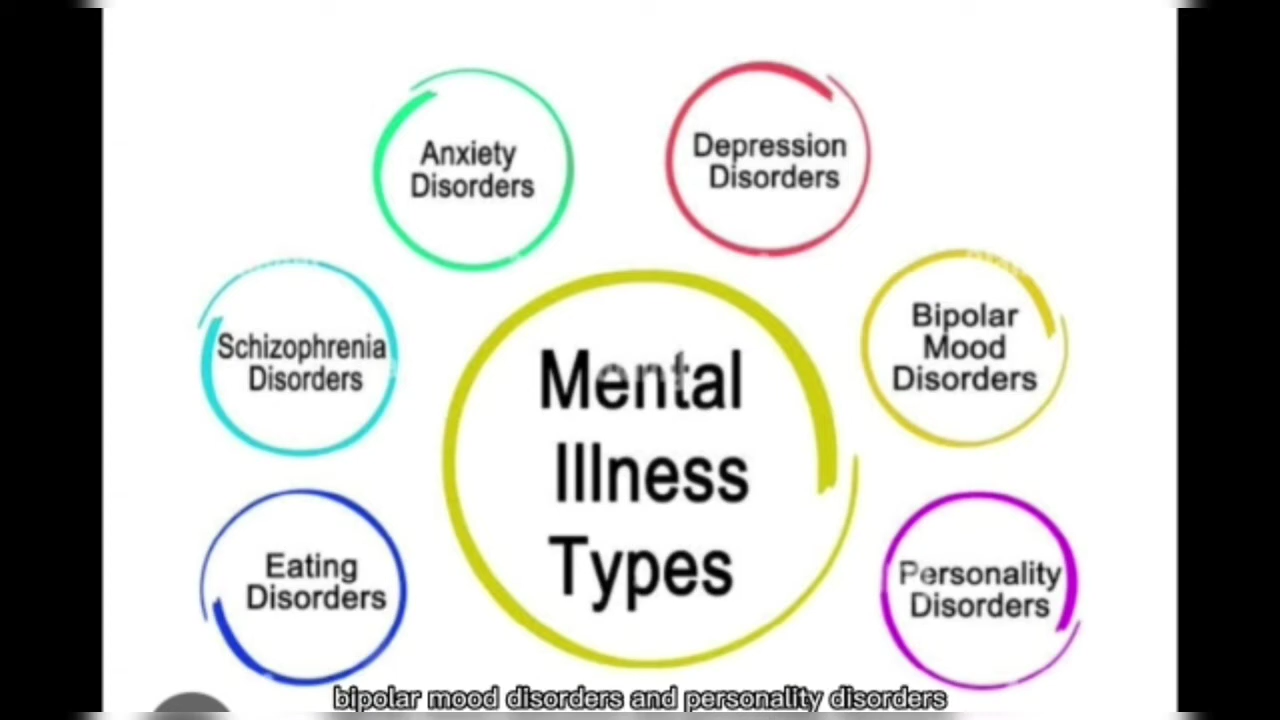 Anxiety
Disorders
Depression
Disorders
Schizophrenia
Disorders
Bipolar
Mood
Disorders
Mental
Illness
Types
Eating
Disorders
Personality
Disorders
bipolar mood disorders and personality disorders